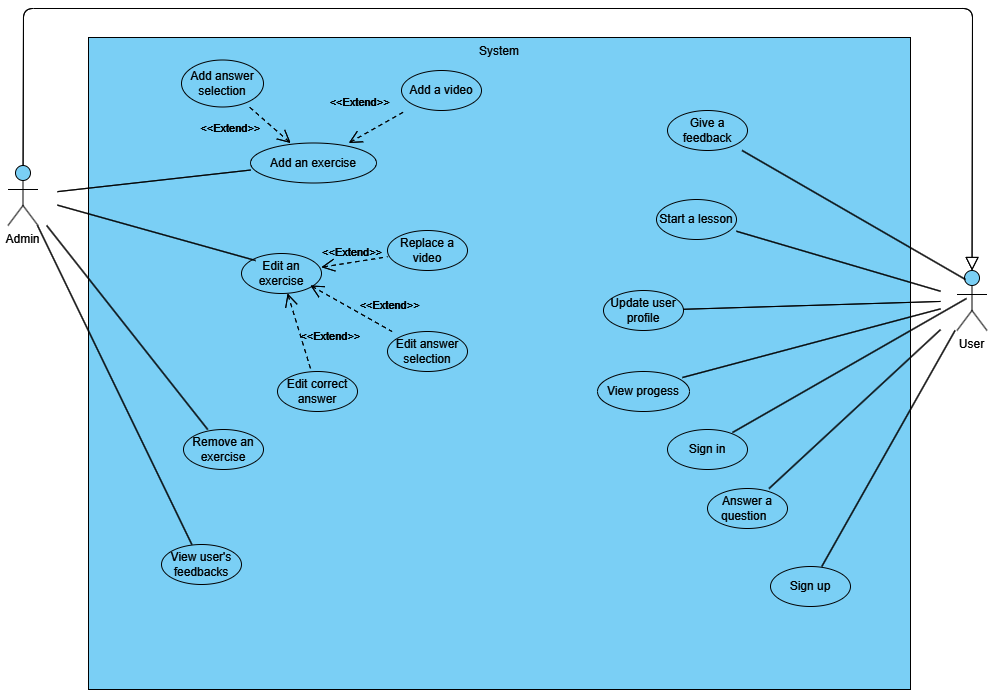 System
Add answer
selection
Add a video
<<Extend>>
<<Extend>>
Give a
feedback
Add an exercise
Start a lesson
Admin
Replace a
video
<<Extend>>
Edit an
exercise
Update user
profile
<<Extend>>
<<Extend>>
User
Edit answer
selection
Edit correct
answer
View progess
Remove an
exercise
Sign in
Answer a
question
View user's
feedbacks
Sign up